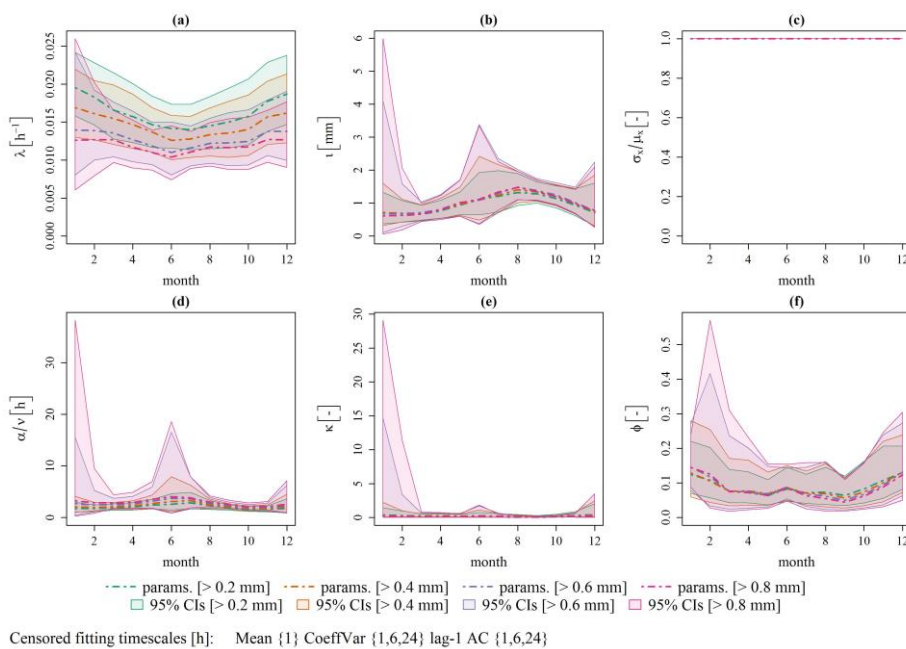 (a)
0.000 0.005 0.010 0.015 0.020 0.025
λ [h⁻¹]
2 4 6 8 10 12
month
(b)
0 1 2 3 4 5 6
ι [mm]
2 4 6 8 10 12
month
(c)
0.0 0.2 0.4 0.6 0.8 1.0
σₓ/μₓ [-]
2 4 6 8 10 12
month
(d)
0 10 20 30
α/ν [h]
2 4 6 8 10 12
month
(e)
0 5 10 15 20 25 30
κ [-]
2 4 6 8 10 12
month
(f)
0.0 0.1 0.2 0.3 0.4 0.5
ϕ [-]
2 4 6 8 10 12
month
params. [> 0.2 mm] params. [> 0.4 mm] params. [> 0.6 mm] params. [> 0.8 mm]
95% CIs [> 0.2 mm] 95% CIs [> 0.4 mm] 95% CIs [> 0.6 mm] 95% CIs [> 0.8 mm]
Censored fitting timescales [h]: Mean {1} CoeffVar {1,6,24} lag-1 AC {1,6,24}